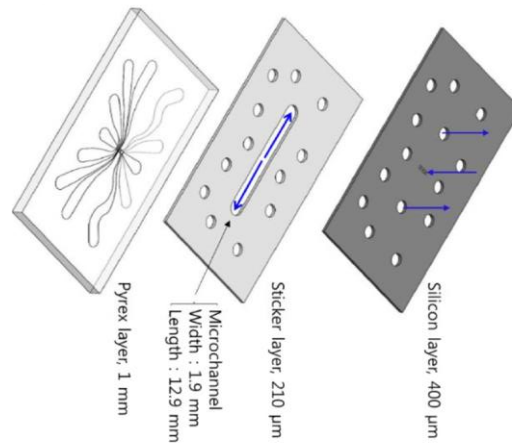 Silicon layer, 400 μm
Sticker layer, 210 μm
Microchannel
Width : 1.9 mm
Length : 12.9 mm
Pyrex layer, 1 mm